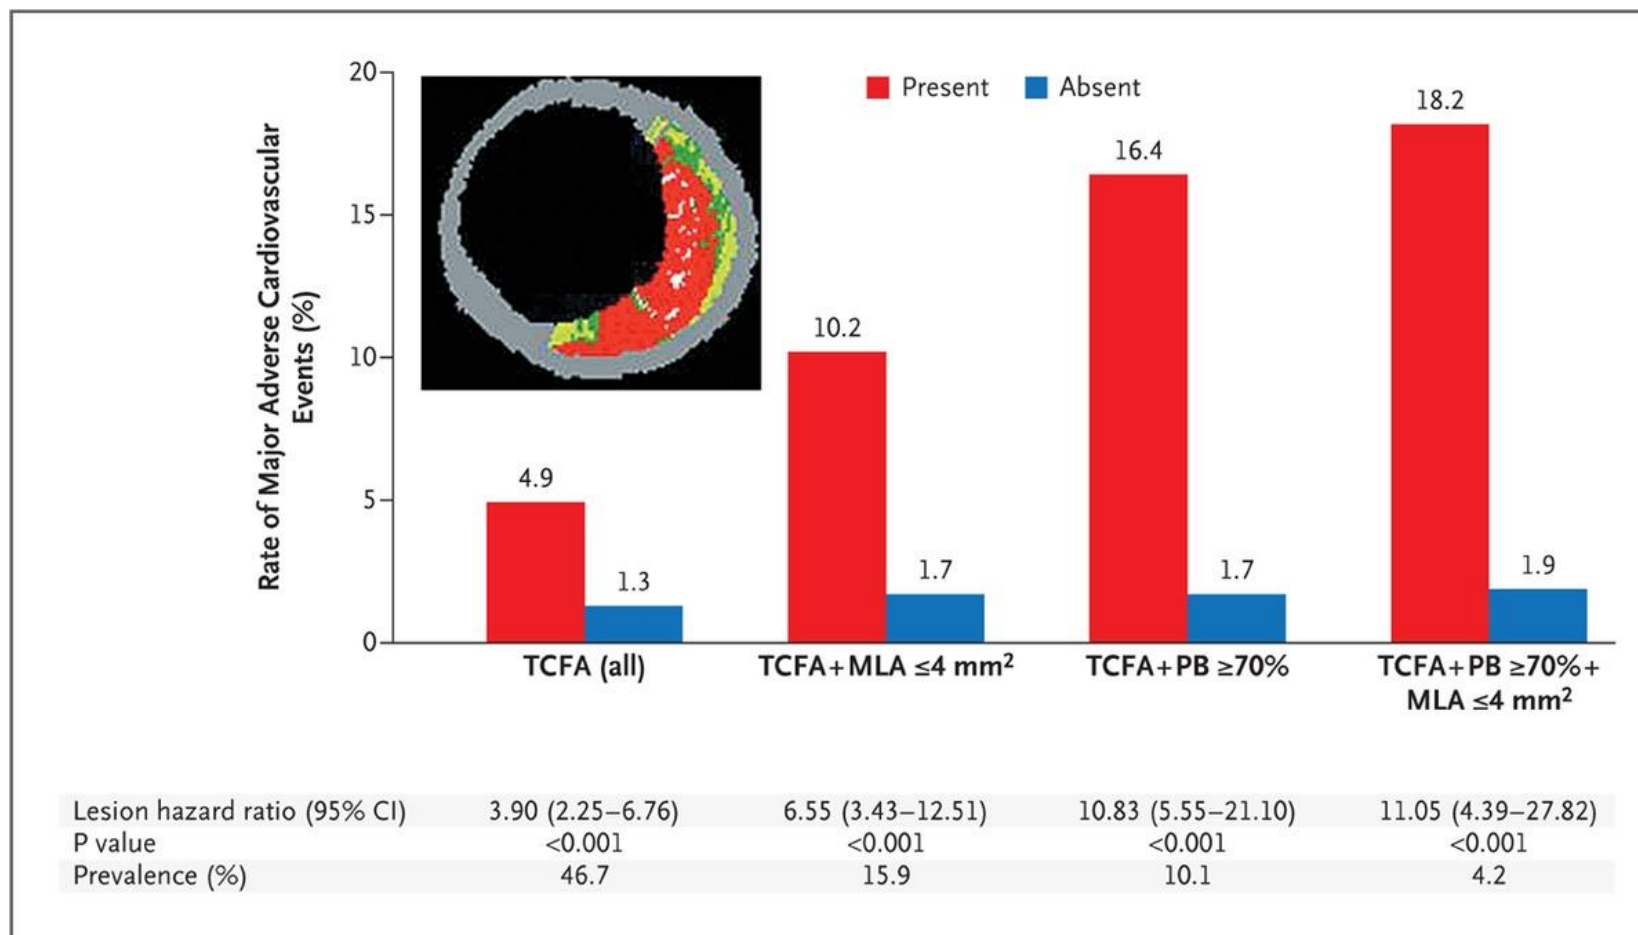 Rate of Major Adverse Cardiovascular
Events (%)
20
15
10
5
0
Present Absent
4.9
1.3
10.2
1.7
16.4
1.7
18.2
1.9
TCFA (all)
TCFA+MLA ≤4 mm²
TCFA+PB ≥70%
TCFA+PB ≥70%+
MLA ≤4 mm²
Lesion hazard ratio (95% CI) 3.90 (2.25–6.76) 6.55 (3.43–12.51) 10.83 (5.55–21.10) 11.05 (4.39–27.82)
P value <0.001 <0.001 <0.001 <0.001
Prevalence (%) 46.7 15.9 10.1 4.2